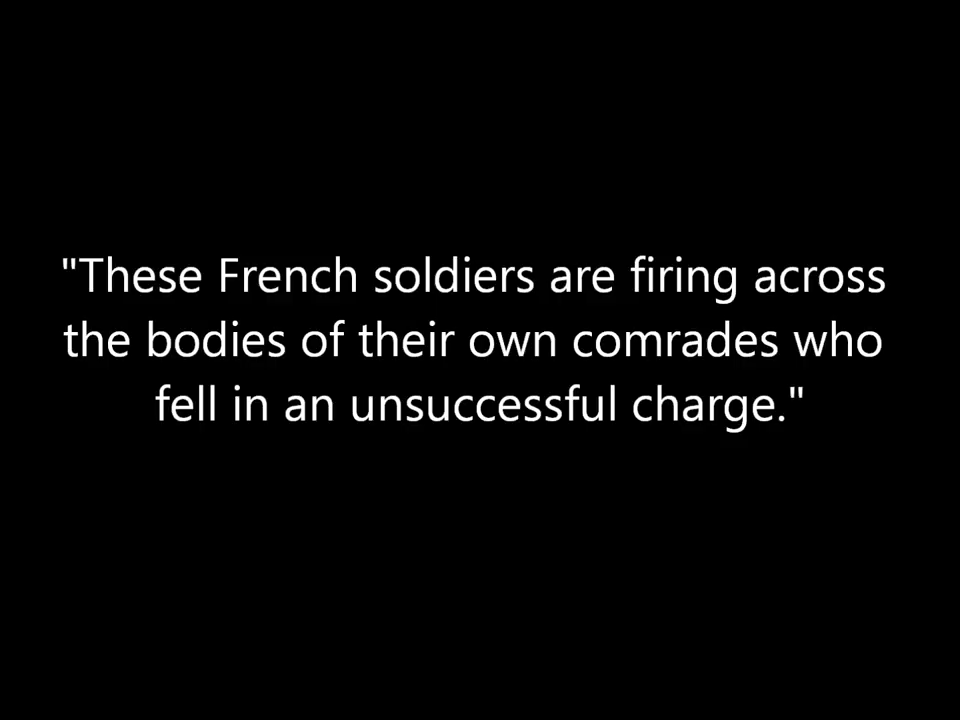 "These French soldiers are firing across
the bodies of their own comrades who
fell in an unsuccessful charge."